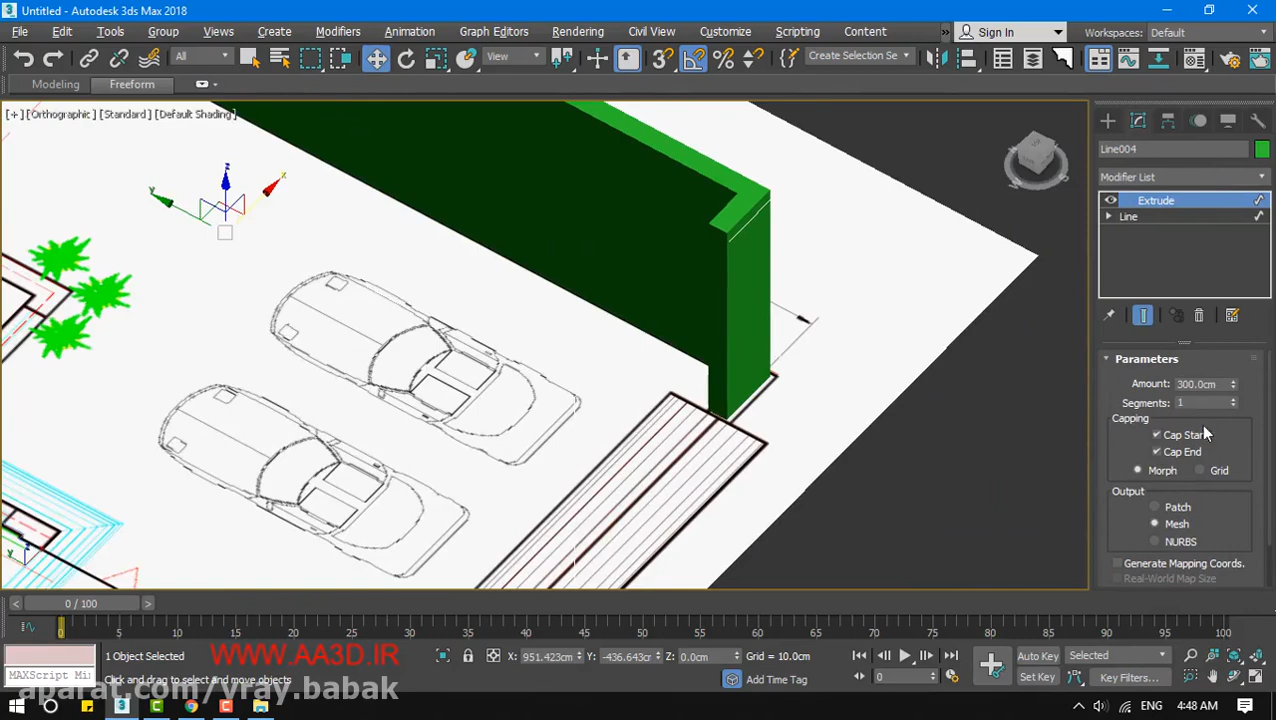 Untitled - Autodesk 3ds Max 2018
File Edit Tools Group Views Create Modifiers Animation Graph Editors Rendering Civil View Customize Scripting Content » Sign In Workspaces: Default
All View Create Selection Se
Modeling Freeform
[+][Orthographic][Standard][Default Shading]
Line004
Modifier List
Extrude
Line
Parameters
Amount: 300.0cm
Segments: 1
Capping
Cap Start
Cap End
Morph Grid
Output
Patch
Mesh
NURBS
Generate Mapping Coords.
Real-World Map Size
z
x
y
y
z
< 0 / 100 >
0 5 10 15 20 25 30 35 40 45 50 55 60 65 70 75 80 85 90 95 100
1 Object Selected WWW.AA3D.IR X: 951.423cm Y: -436.643cm Z: 0.0cm Grid = 10.0cm Auto Key Selected
MAXScript Mi Click and drag to select and move objects Add Time Tag 0 Set Key Key Filters...
aparat.com/vray.babak
ENG 4:48 AM